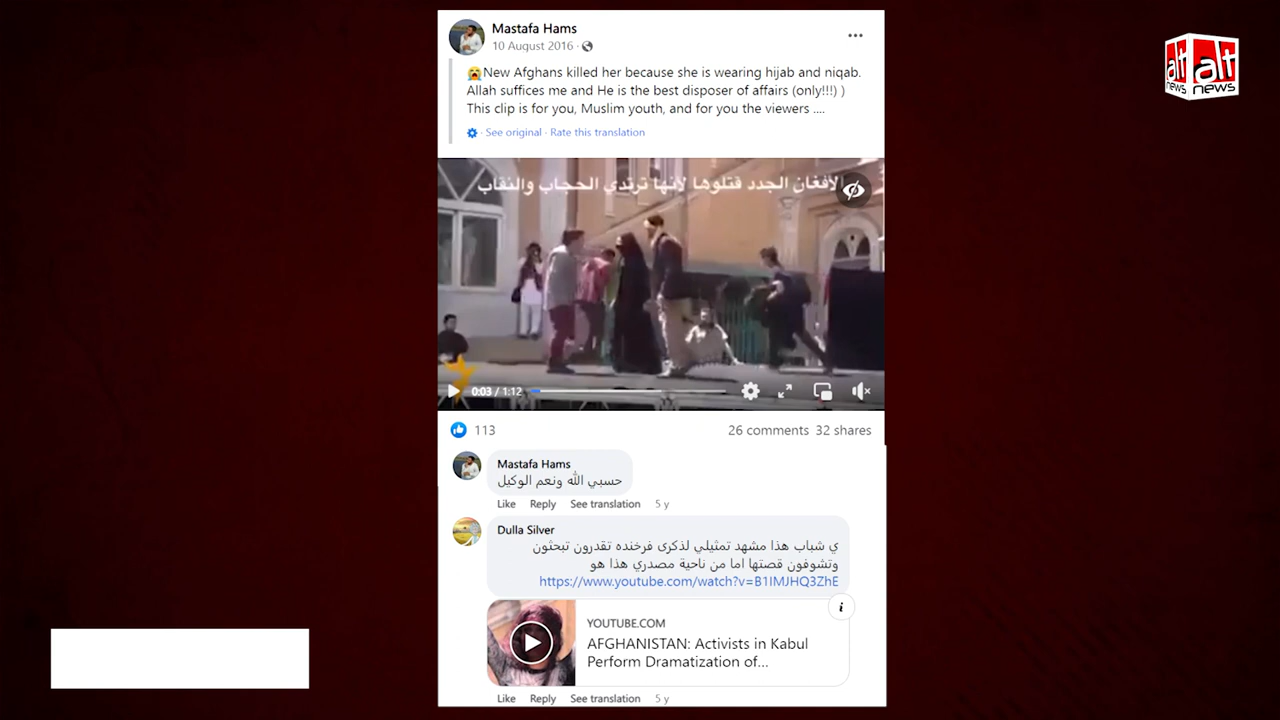 Mastafa Hams
10 August 2016 ·
alt alt
news news
😭New Afghans killed her because she is wearing hijab and niqab.
Allah suffices me and He is the best disposer of affairs (only!!!) )
This clip is for you, Muslim youth, and for you the viewers ....
· See original · Rate this translation
الأفغان الجدد قتلوها لانها ترتدي الحجاب والنقاب
0:03 / 1:12
113
26 comments 32 shares
Mastafa Hams
حسبي الله ونعم الوكيل
Like Reply See translation 5 y
Dulla Silver
ي شباب هذا مشهد تمثيلي لذكرى فرخنده تقدرون تبحثون
وتشوفون قصتها اما من ناحية مصدري هذا هو
https://www.youtube.com/watch?v=B1IMJHQ3ZhE
i
YOUTUBE.COM
AFGHANISTAN: Activists in Kabul
Perform Dramatization of...
Like Reply See translation 5 y